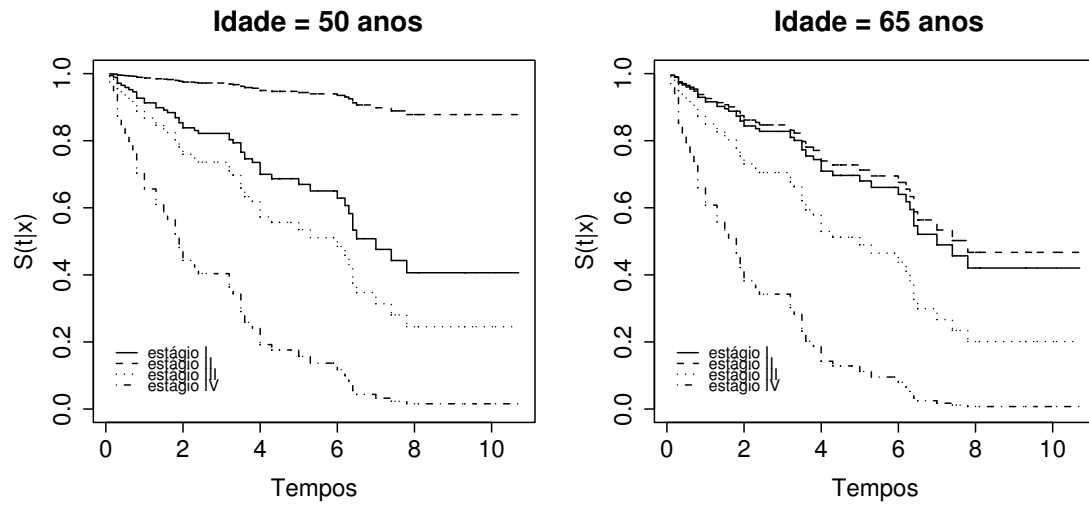 Idade = 50 anos
S(t|x)
1.0
0.8
0.6
0.4
0.2
0.0
estágio I
estágio II
estágio III
estágio IV
0 2 4 6 8 10
Tempos
Idade = 65 anos
S(t|x)
1.0
0.8
0.6
0.4
0.2
0.0
estágio I
estágio II
estágio III
estágio IV
0 2 4 6 8 10
Tempos